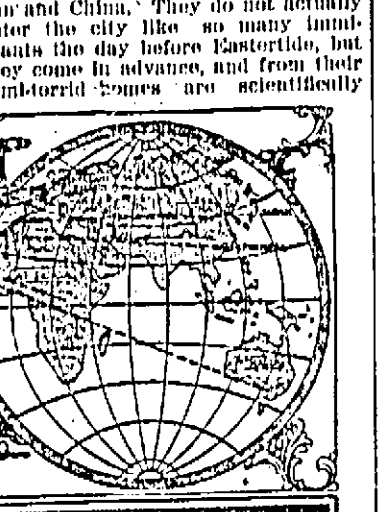 and China. They do not actually
the city like so many immi-
ants the day before Eastertide, but
ey come in advance, and from their
mi-torrid homes are scientifically